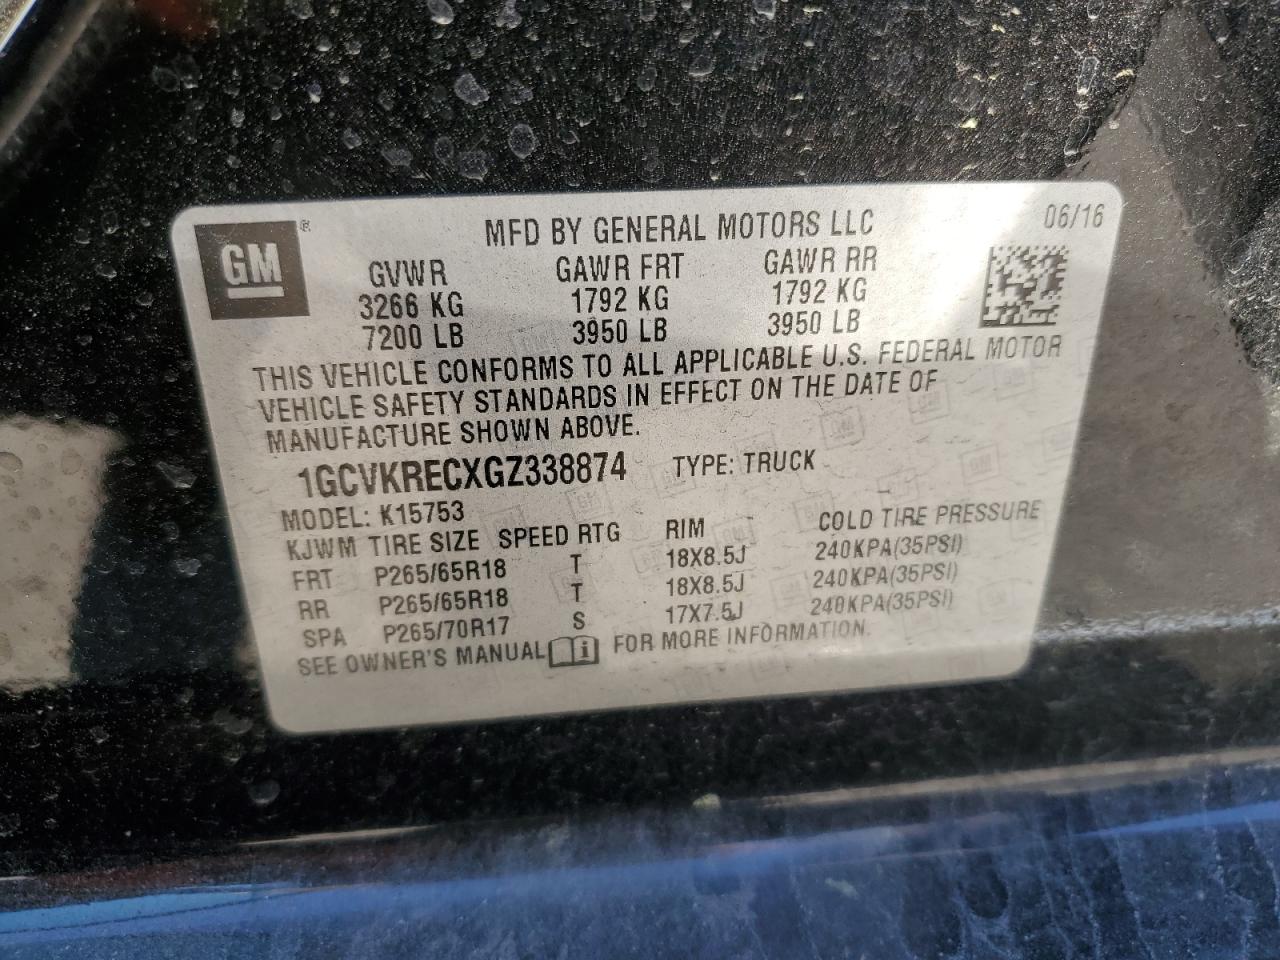 GM ® MFD BY GENERAL MOTORS LLC 06/16
GVWR GAWR FRT GAWR RR
3266 KG 1792 KG 1792 KG
7200 LB 3950 LB 3950 LB
THIS VEHICLE CONFORMS TO ALL APPLICABLE U.S. FEDERAL MOTOR
VEHICLE SAFETY STANDARDS IN EFFECT ON THE DATE OF
MANUFACTURE SHOWN ABOVE.
1GCVKRECXGZ338874 TYPE: TRUCK
MODEL: K15753
KJWM TIRE SIZE SPEED RTG RIM COLD TIRE PRESSURE
FRT P265/65R18 T 18X8.5J 240KPA(35PSI)
RR P265/65R18 T 18X8.5J 240KPA(35PSI)
SPA P265/70R17 S 17X7.5J 240KPA(35PSI)
SEE OWNER'S MANUAL i FOR MORE INFORMATION.